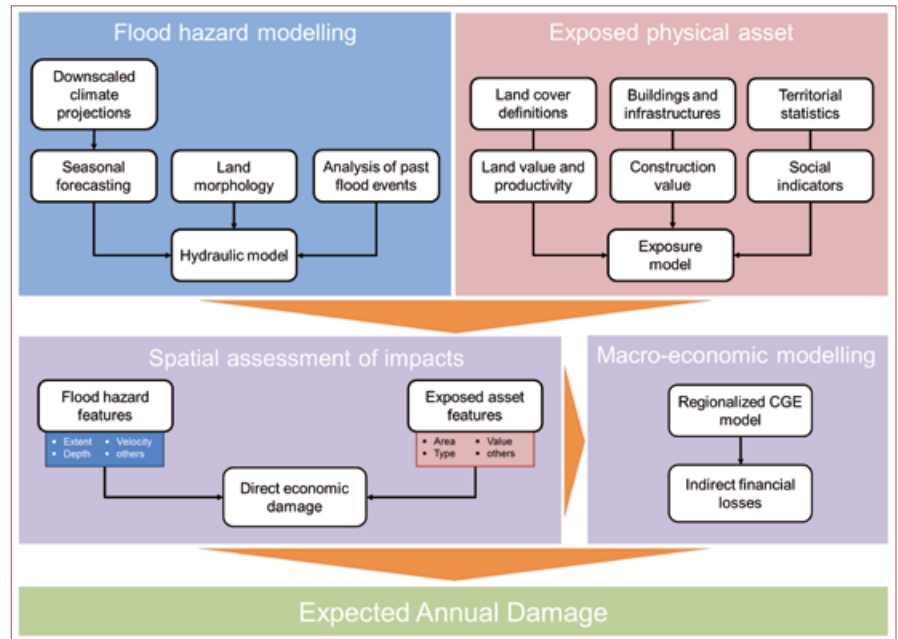 Flood hazard modelling
Downscaled
climate
projections
Seasonal
forecasting
Land
morphology
Analysis of past
flood events
Hydraulic model
Exposed physical asset
Land cover
definitions
Buildings and
infrastructures
Territorial
statistics
Land value and
productivity
Construction
value
Social
indicators
Exposure
model
Spatial assessment of impacts
Flood hazard
features
▪ Extent ▪ Velocity
▪ Depth ▪ others
Exposed asset
features
▪ Area ▪ Value
▪ Type ▪ others
Direct economic
damage
Macro-economic modelling
Regionalized CGE
model
Indirect financial
losses
Expected Annual Damage